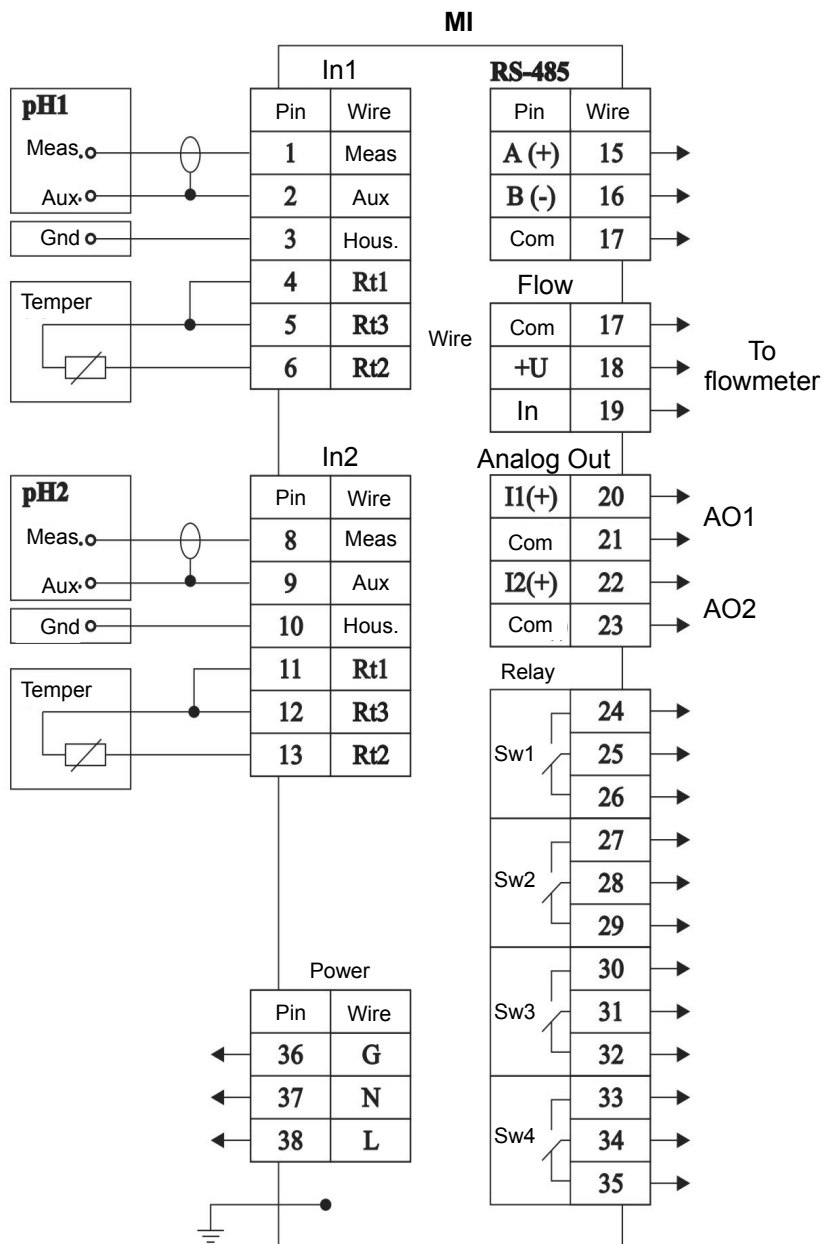 MI
In1
pH1
Pin Wire
Meas.
1 Meas
Aux.
2 Aux
Gnd
3 Hous.
4 Rt1
Temper
5 Rt3
6 Rt2
In2
pH2
Pin Wire
Meas.
8 Meas
Aux.
9 Aux
Gnd
10 Hous.
11 Rt1
Temper
12 Rt3
13 Rt2
Power
Pin Wire
36 G
37 N
38 L
RS-485
Pin Wire
A (+) 15
B (-) 16
Com 17
Flow
Wire
Com 17
+U 18
In 19
To
flowmeter
Analog Out
I1(+) 20
Com 21
AO1
I2(+) 22
Com 23
AO2
Relay
24
Sw1 25
26
27
Sw2 28
29
30
Sw3 31
32
33
Sw4 34
35